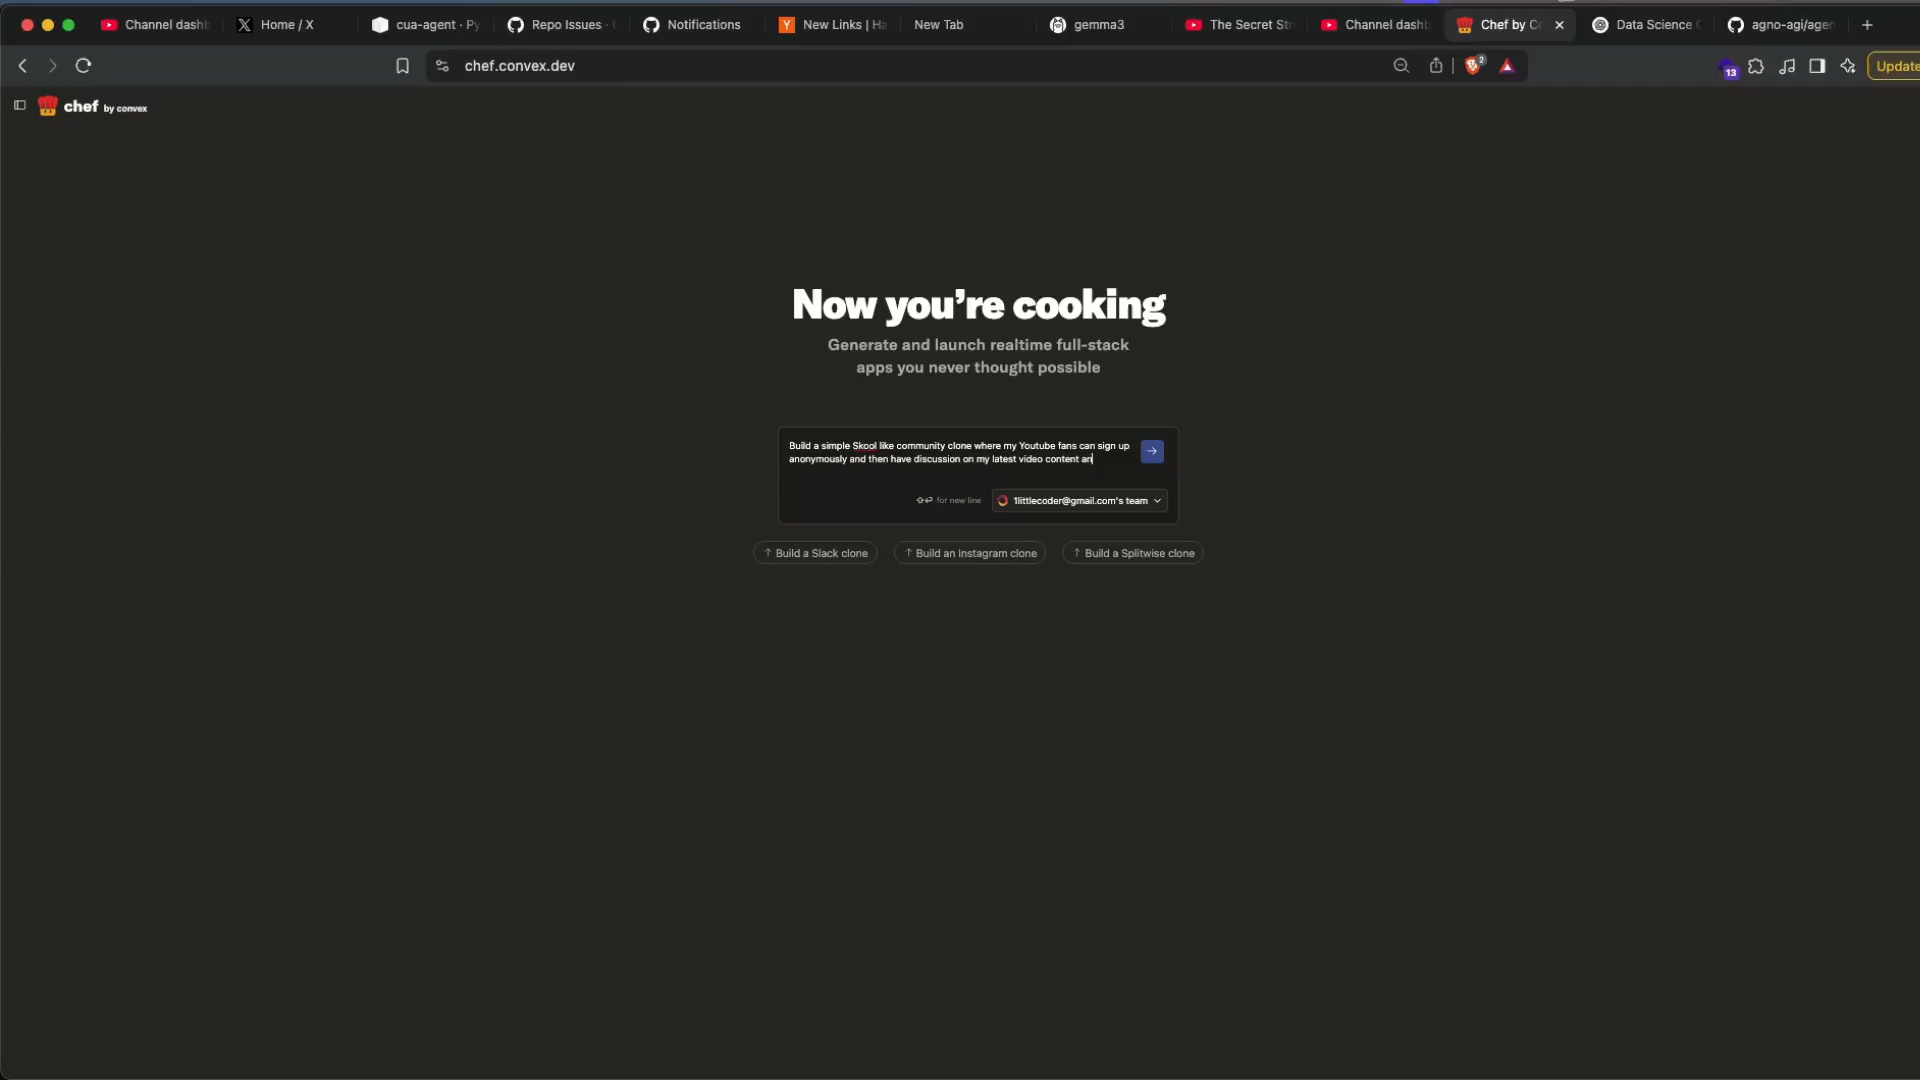 Channel dashb
Home / X
cua-agent · Py
Repo Issues ·
Notifications
New Links | Ha
New Tab
gemma3
The Secret Str
Channel dashb
Chef by C
Data Science
agno-agi/agen
chef.convex.dev
2
13
Update
chef by convex
Now you're cooking
Generate and launch realtime full-stack
apps you never thought possible
Build a simple Skool like community clone where my Youtube fans can sign up
anonymously and then have discussion on my latest video content an
for new line
1littlecoder@gmail.com's team
Build a Slack clone
Build an Instagram clone
Build a Splitwise clone